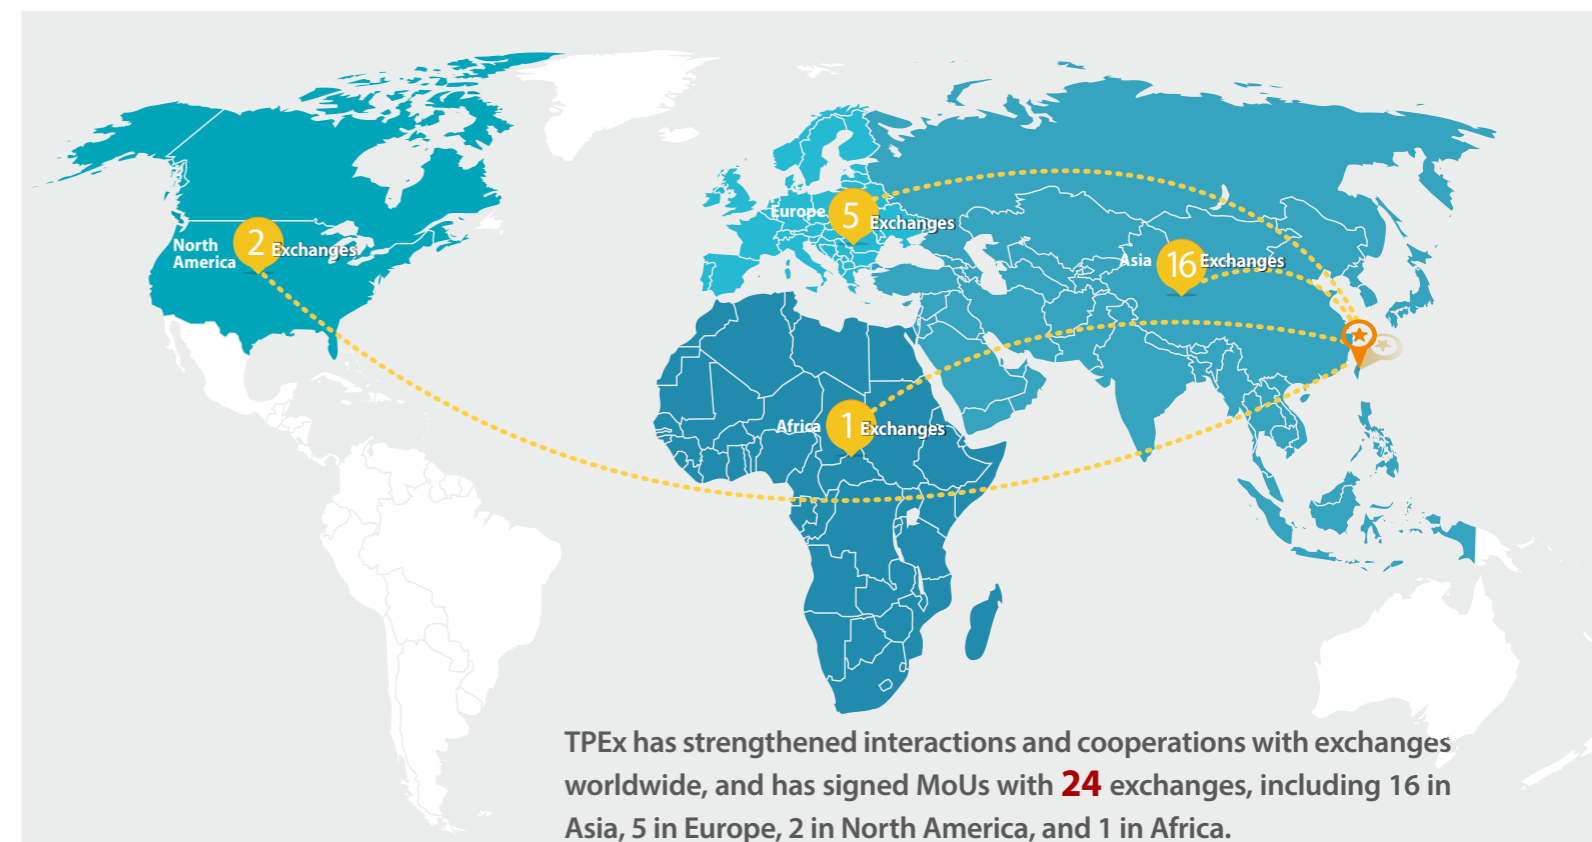 Europe
5
Exchanges
North
America
2
Exchanges
Asia
16
Exchanges
Africa
1
Exchanges
TPEx has strengthened interactions and cooperations with exchanges
worldwide, and has signed MoUs with 24 exchanges, including 16 in
Asia, 5 in Europe, 2 in North America, and 1 in Africa.